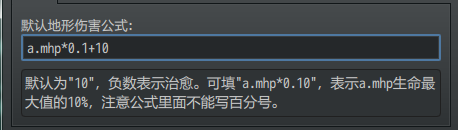 默认地形伤害公式：
a.mhp*0.1+10
默认为"10"，负数表示治愈。可填"a.mhp*0.10"，表示a.mhp生命最
大值的10%，注意公式里面不能写百分号。